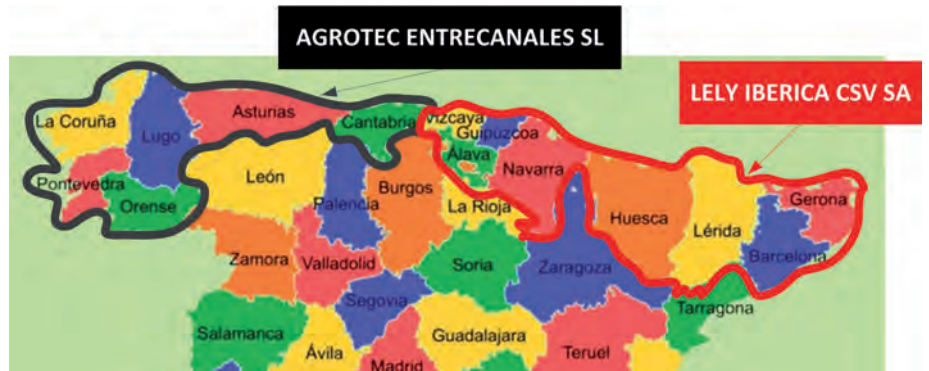 AGROTEC ENTRECANALES SL
LELY IBERICA CSV SA
La Coruña
Lugo
Asturias
Cantabria
Vizcaya
Guipúzcoa
Álava
Navarra
Pontevedra
Orense
León
Palencia
Burgos
La Rioja
Huesca
Lérida
Gerona
Barcelona
Zamora
Valladolid
Soria
Zaragoza
Tarragona
Segovia
Salamanca
Ávila
Madrid
Guadalajara
Teruel